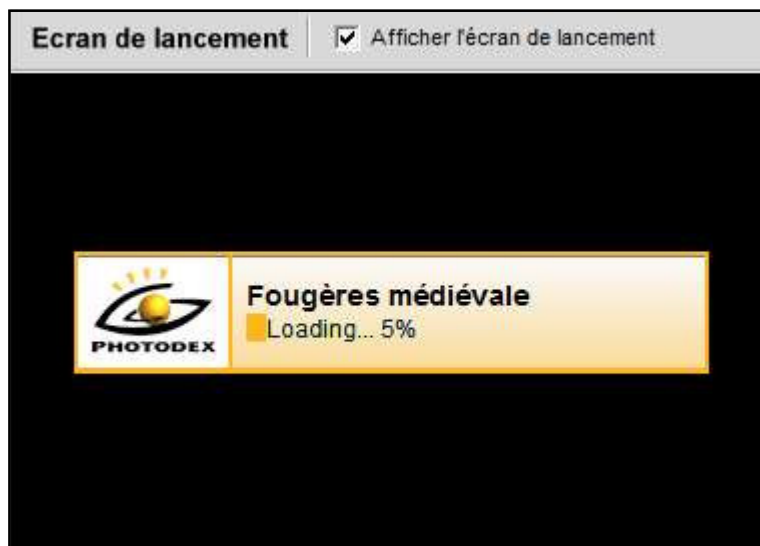 Ecran de lancement
Afficher l'écran de lancement
Fougères médiévale
Loading... 5%
PHOTODEX